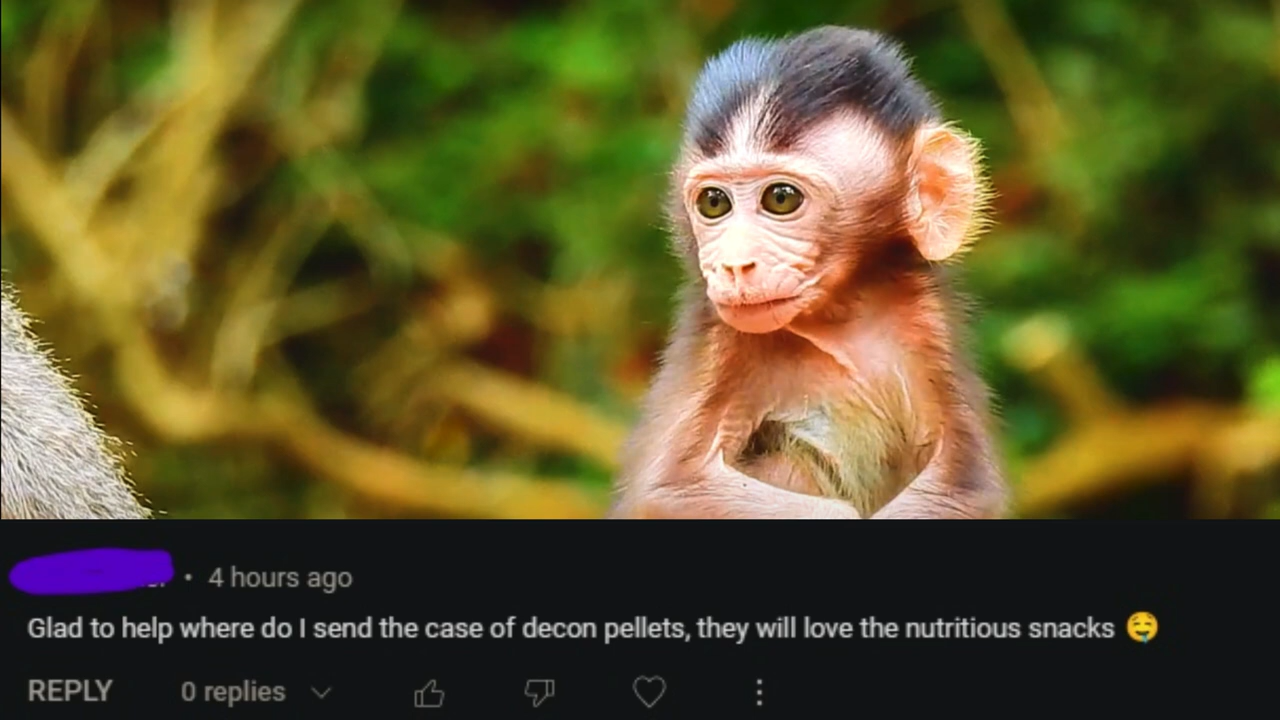 • 4 hours ago
Glad to help where do I send the case of decon pellets, they will love the nutritious snacks 🤤
REPLY 0 replies